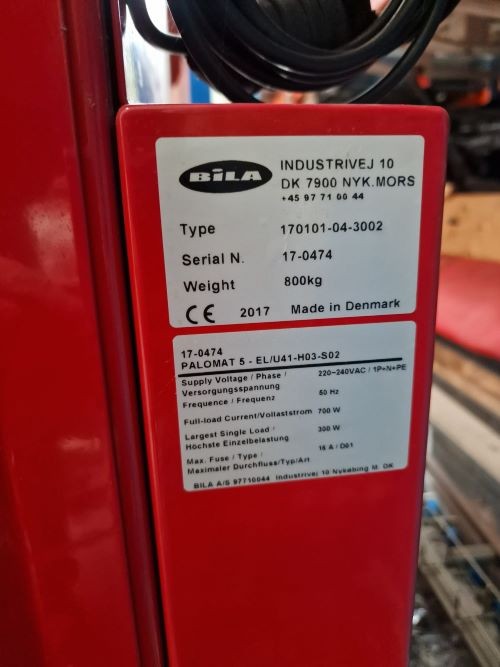 BILA
INDUSTRIVEJ 10
DK 7900 NYK.MORS
+45 97 71 00 44
Type 170101-04-3002
Serial N. 17-0474
Weight 800kg
CE 2017 Made in Denmark
17-0474
PALOMAT 5 - EL/U41-H03-S02
Supply Voltage / Phase / 220~240VAC / 1P+N+PE
Versorgungsspannung
Frequence / Frequenz 50 Hz
Full-load Current/Vollaststrom 700 W
Largest Single Load / 300 W
Höchste Einzelbelastung
Max. Fuse / Type / 16 A / D01
Maximaler Durchfluss/Typ/Art
BILA A/S 97710044 Industrivej 10 Nykøbing M. DK